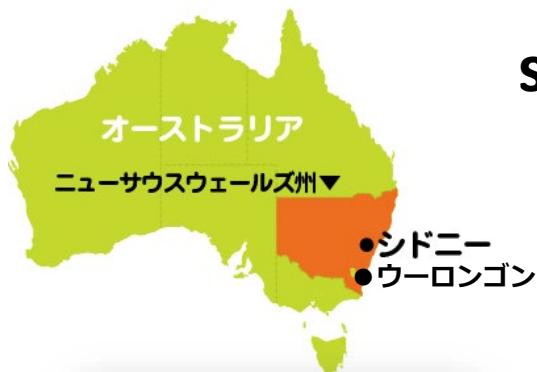 S
オーストラリア
ニューサウスウェールズ州▼
●シドニー
●ウーロンゴン